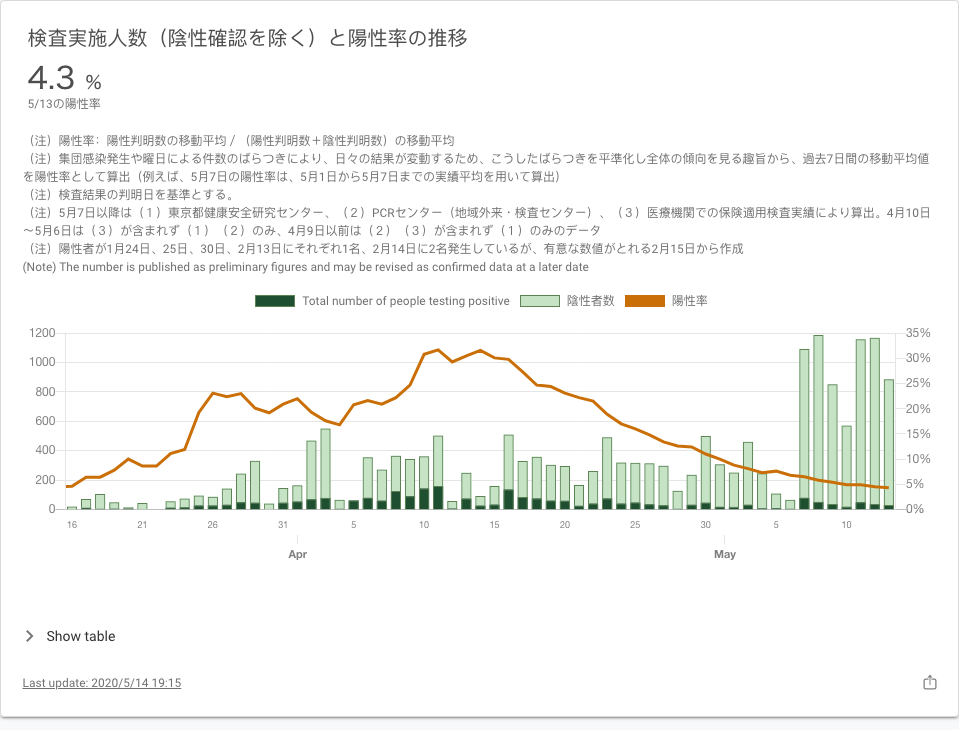 検査実施人数（陰性確認を除く）と陽性率の推移
4.3 %
5/13の陽性率
（注）陽性率：陽性判明数の移動平均 / （陽性判明数＋陰性判明数）の移動平均
（注）集団感染発生や曜日による件数のばらつきにより、日々の結果が変動するため、こうしたばらつきを平準化し全体の傾向を見る趣旨から、過去7日間の移動平均値
を陽性率として算出（例えば、5月7日の陽性率は、5月1日から5月7日までの実績平均を用いて算出）
（注）検査結果の判明日を基準とする。
（注）5月7日以降は（１）東京都健康安全研究センター、（２）PCRセンター（地域外来・検査センター）、（３）医療機関での保険適用検査実績により算出。4月10日
～5月6日は（３）が含まれず（１）（２）のみ、4月9日以前は（２）（３）が含まれず（１）のみのデータ
（注）陽性者が1月24日、25日、30日、2月13日にそれぞれ1名、2月14日に2名発生しているが、有意な数値がとれる2月15日から作成
(Note) The number is published as preliminary figures and may be revised as confirmed data at a later date
Total number of people testing positive 陰性者数 陽性率
1200 35%
1000 30%
800 25%
600 20%
400 15%
200 10%
0 5%
0%
16 21 26 31 5 10 15 20 25 30 5 10
Apr May
Show table
Last update: 2020/5/14 19:15